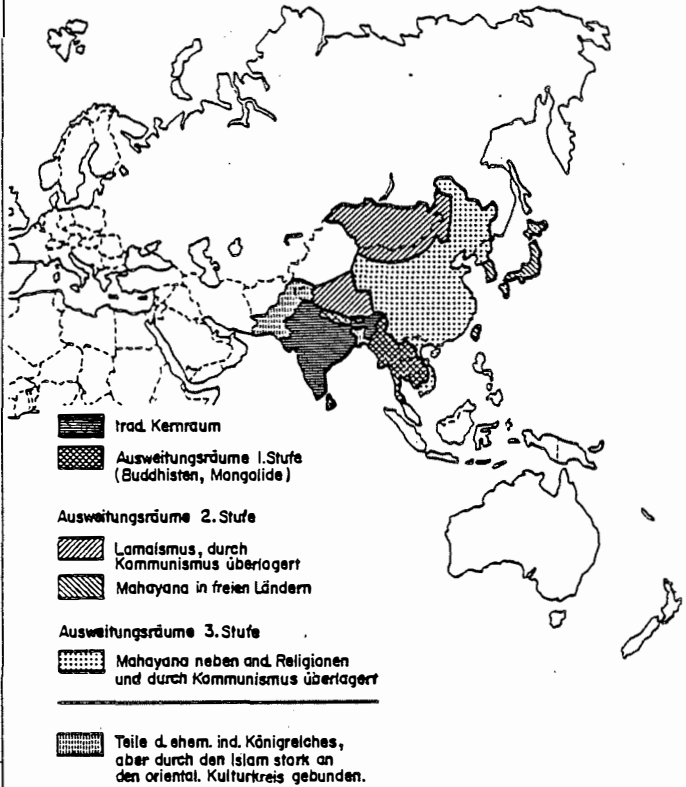 trad. Kernraum
Ausweitungsräume 1. Stufe
(Buddhisten, Mongolide)
Ausweitungsräume 2. Stufe
Lamaismus, durch
Kommunismus überlagert
Mahayana in freien Ländern
Ausweitungsräume 3. Stufe
Mahayana neben and. Religionen
und durch Kommunismus überlagert
Teile d. ehem. ind. Königreiches,
aber durch den Islam stark an
den oriental. Kulturkreis gebunden.